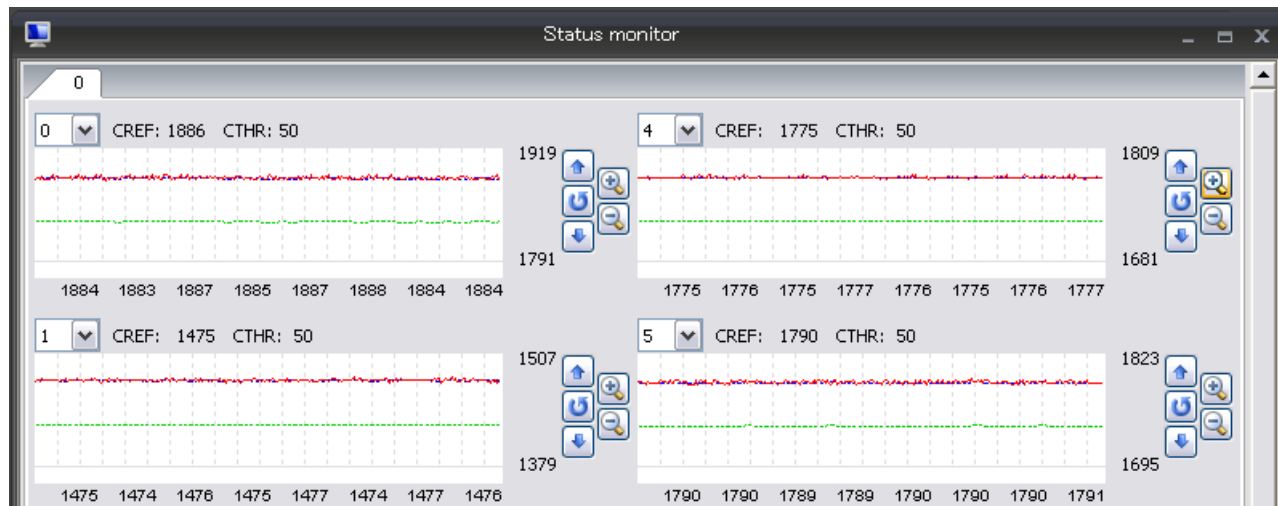 Status monitor
0
0 CREF: 1886 CTHR: 50
1919
1791
1884 1883 1887 1885 1887 1888 1884 1884
4 CREF: 1775 CTHR: 50
1809
1681
1775 1776 1775 1777 1776 1775 1776 1777
1 CREF: 1475 CTHR: 50
1507
1379
1475 1474 1476 1475 1477 1474 1477 1476
5 CREF: 1790 CTHR: 50
1823
1695
1790 1790 1789 1789 1790 1790 1790 1791